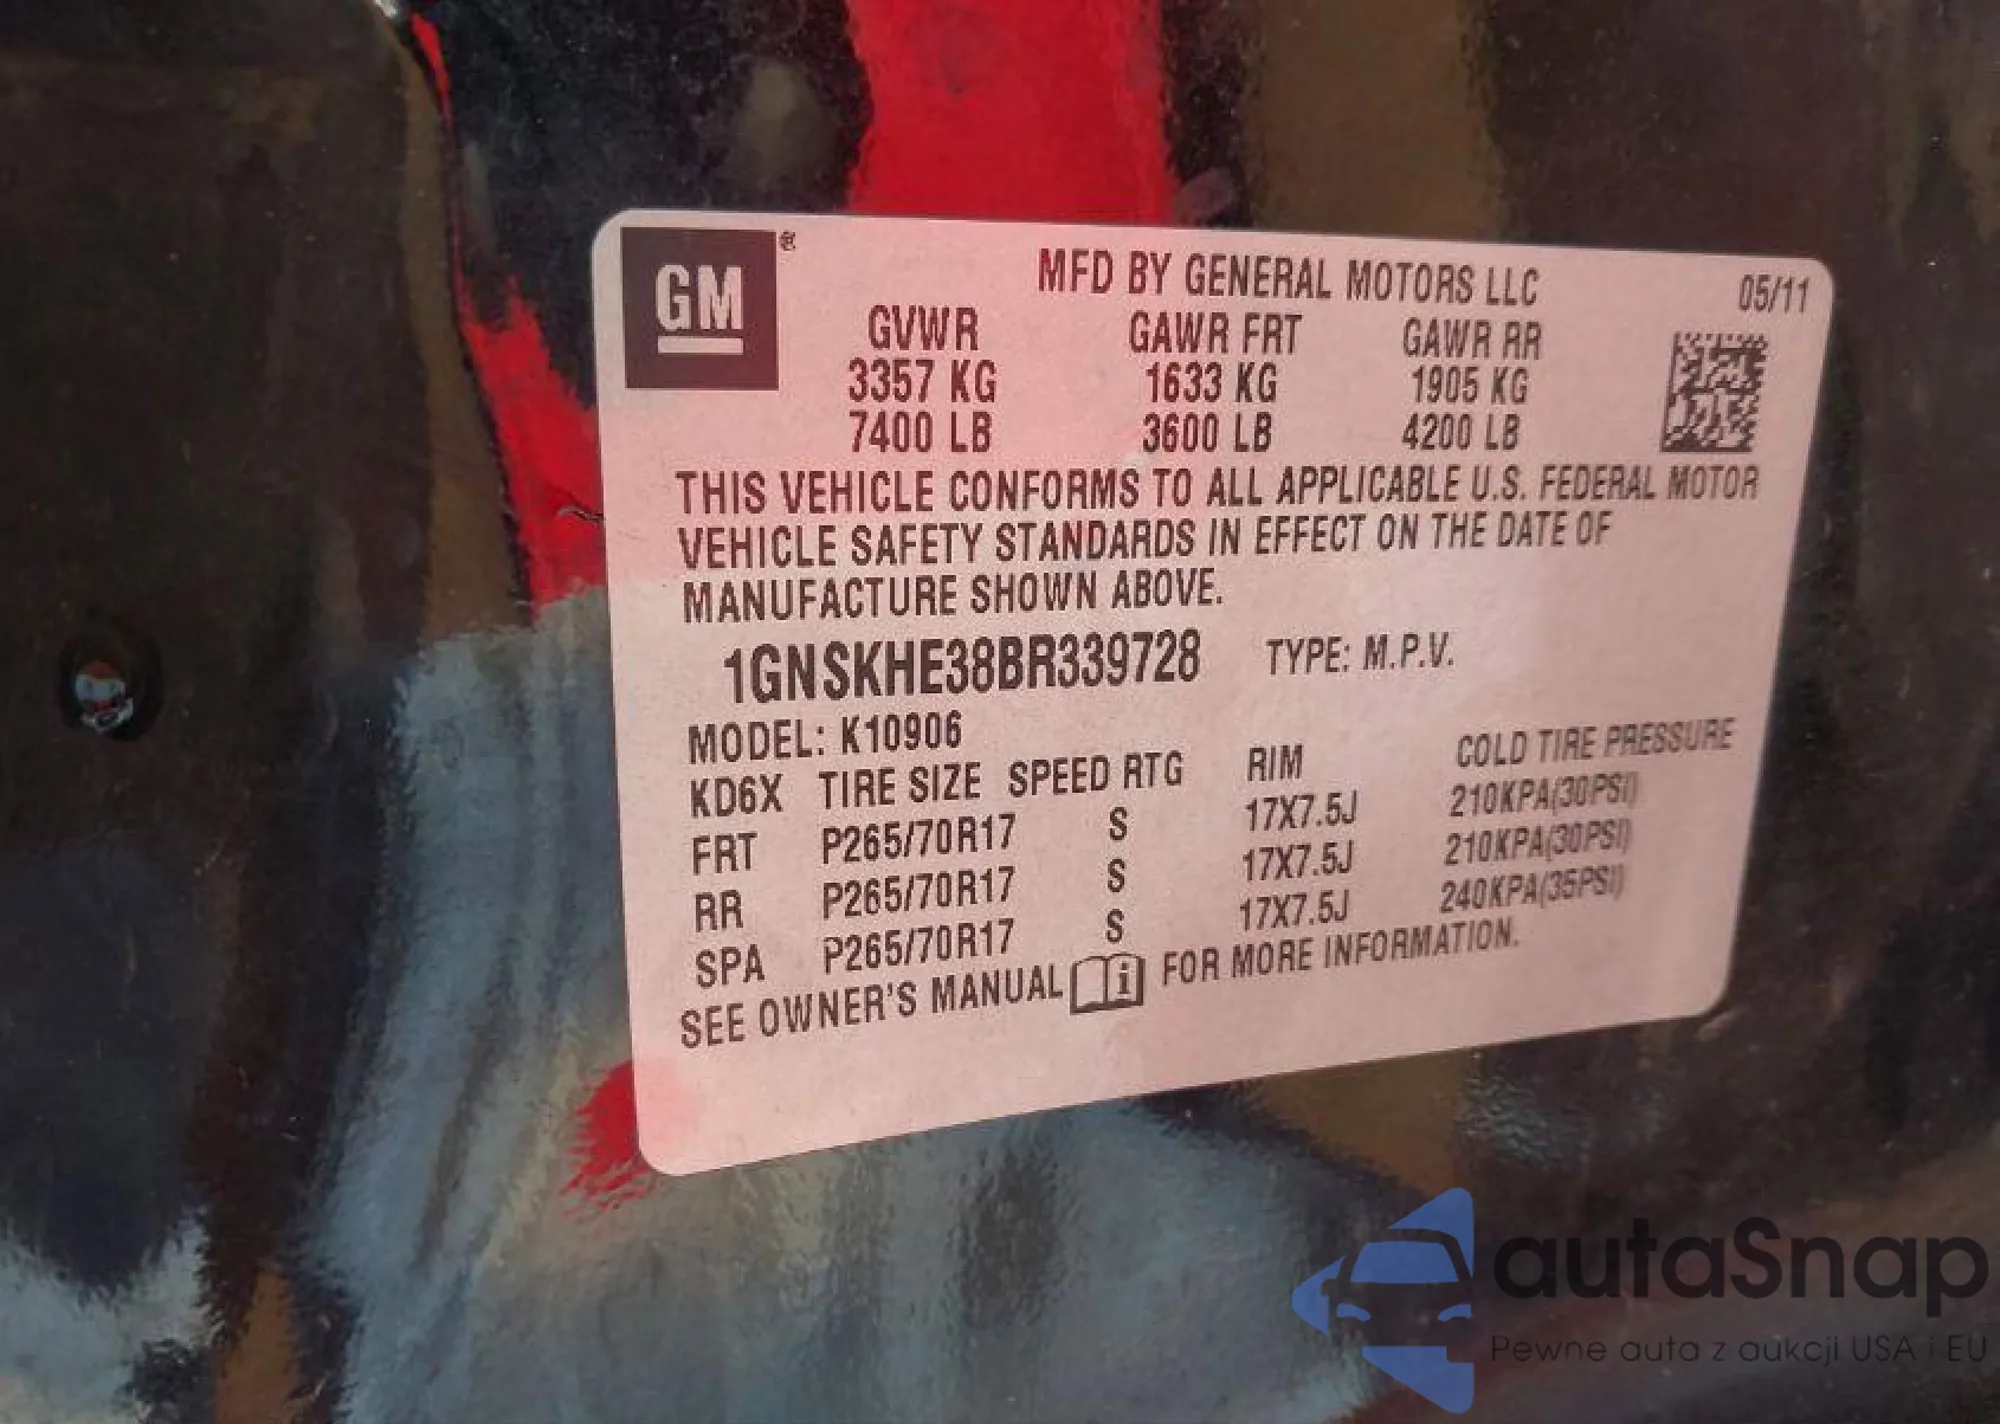 GM®
MFD BY GENERAL MOTORS LLC 05/11
GVWR GAWR FRT GAWR RR
3357 KG 1633 KG 1905 KG
7400 LB 3600 LB 4200 LB
THIS VEHICLE CONFORMS TO ALL APPLICABLE U.S. FEDERAL MOTOR
VEHICLE SAFETY STANDARDS IN EFFECT ON THE DATE OF
MANUFACTURE SHOWN ABOVE.
1GNSKHE38BR339728 TYPE: M.P.V.
MODEL: K10906
KD6X TIRE SIZE SPEED RTG RIM COLD TIRE PRESSURE
FRT P265/70R17 S 17X7.5J 210KPA(30PSI)
RR P265/70R17 S 17X7.5J 210KPA(30PSI)
SPA P265/70R17 S 17X7.5J 240KPA(35PSI)
SEE OWNER'S MANUAL FOR MORE INFORMATION.
autaSnap
Pewne auta z aukcji USA i EU